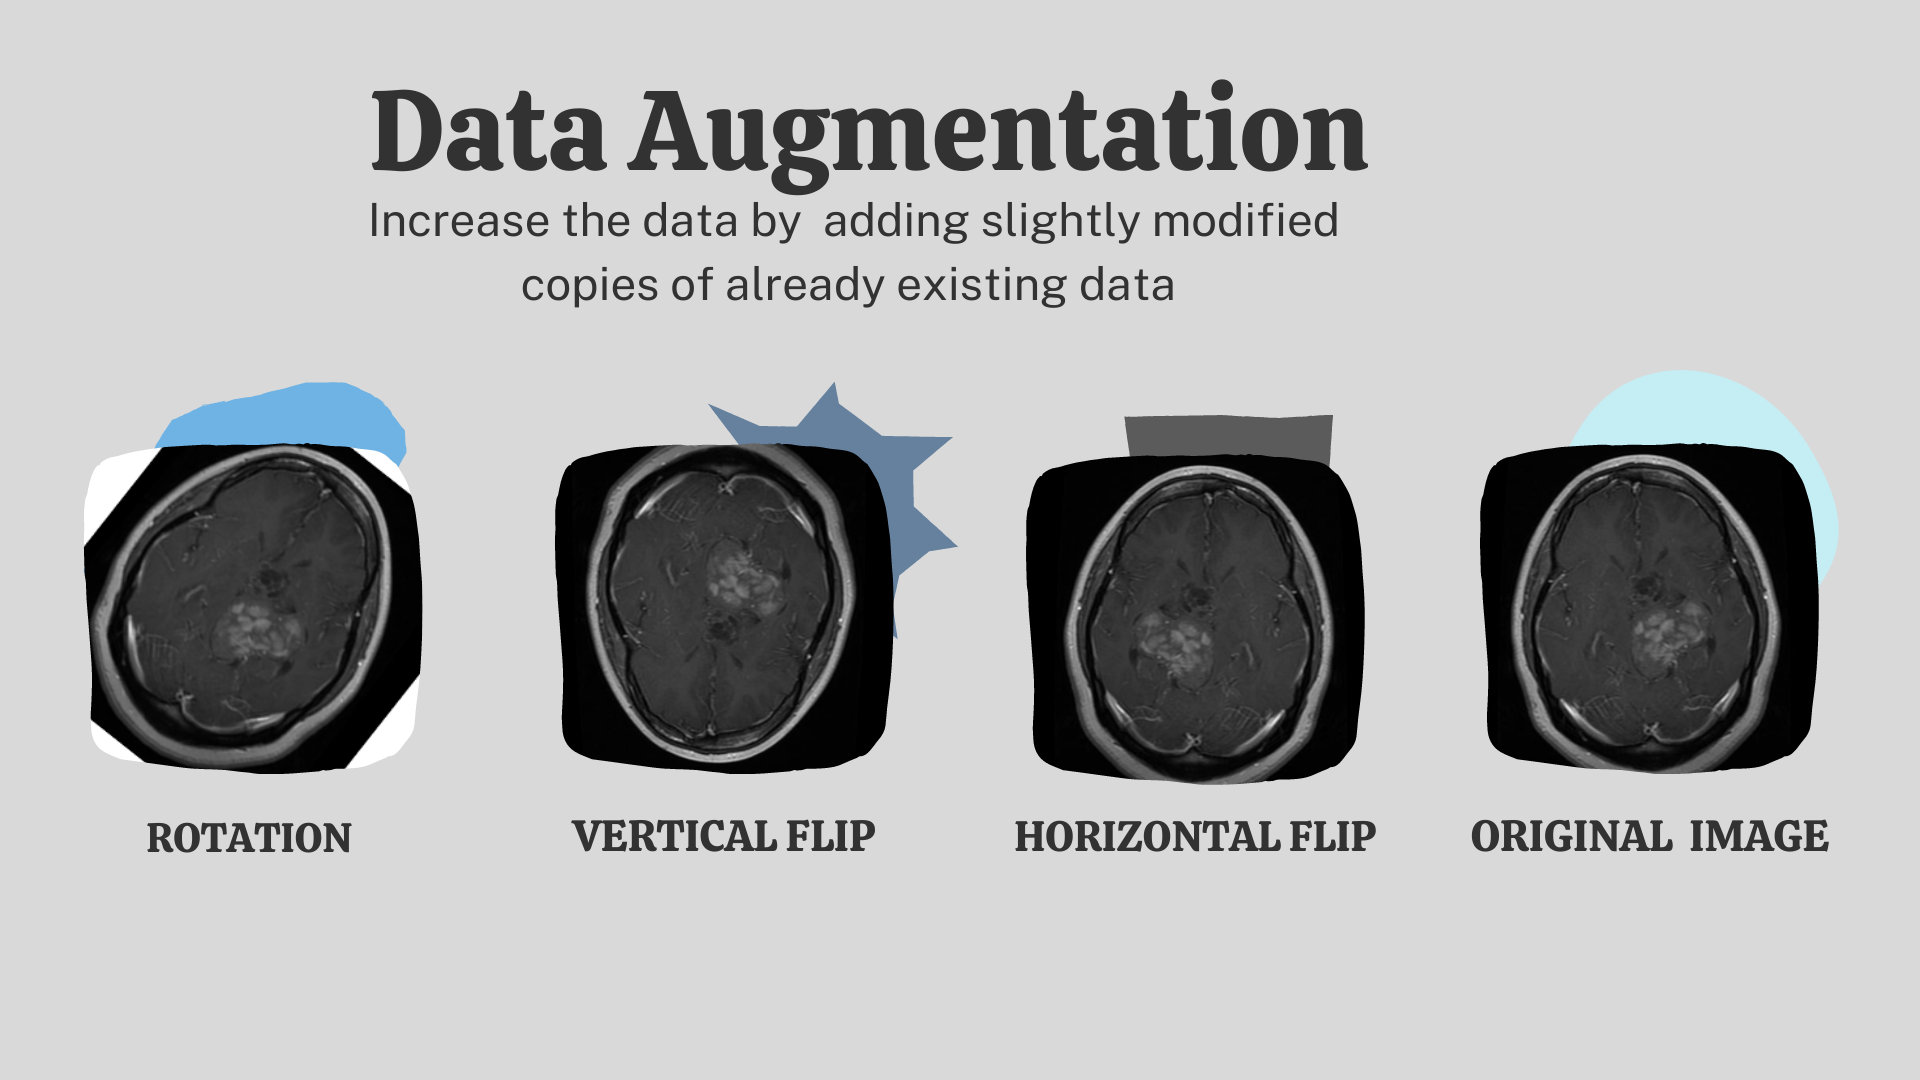 Data Augmentation
Increase the data by  adding slightly modified
copies of already existing data
ROTATION
VERTICAL FLIP
HORIZONTAL FLIP
ORIGINAL  IMAGE